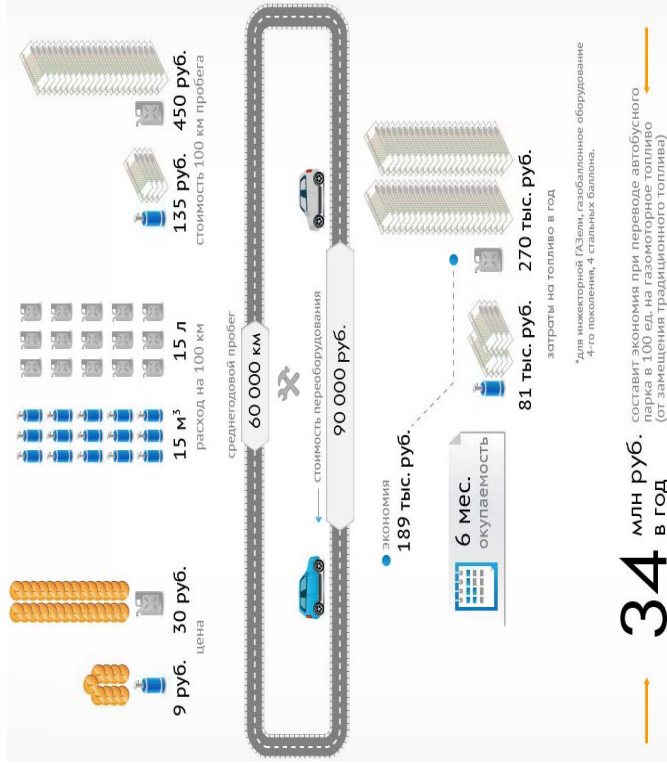 9 руб.
30 руб.
цена
15 м³
15 л
расход на 100 км
135 руб.
450 руб.
стоимость 100 км пробега
среднегодовой пробег
60 000 км
стоимость переоборудования
90 000 руб.
экономия
189 тыс. руб.
81 тыс. руб.
270 тыс. руб.
затраты на топливо в год
6 мес.
окупаемость
*для инжекторной ГАЗели, газобаллонное оборудование
4-го поколения, 4 стальных баллона.
34 млн руб.
в год
составит экономия при переводе автобусного
парка в 100 ед. на газомоторное топливо
(от замещения традиционного топлива)